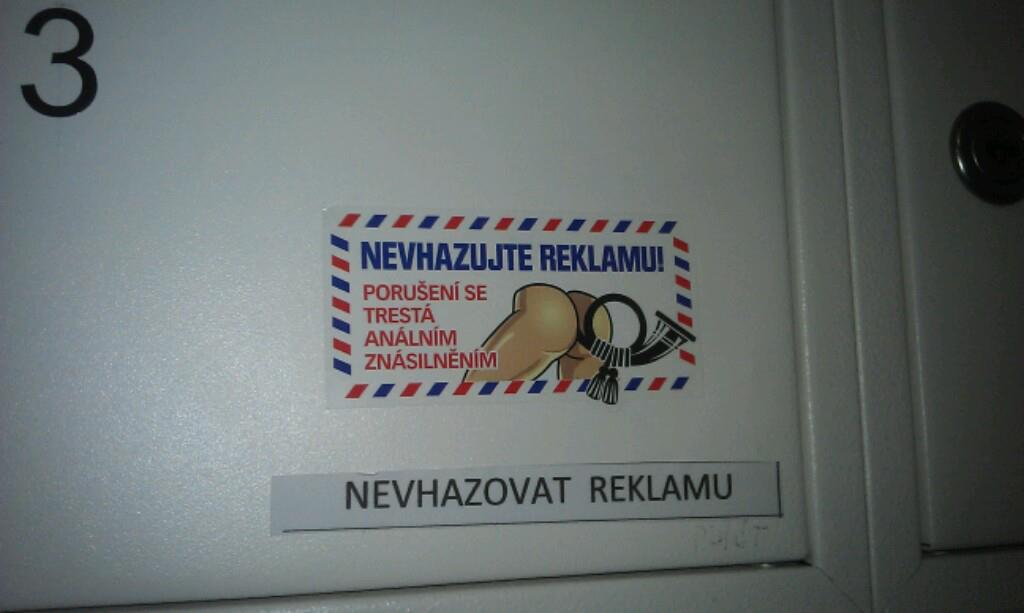 3
NEVHAZUJTE REKLAMU!
PORUŠENÍ SE
TRESTÁ
ANÁLNÍM
ZNÁSILNĚNÍM
NEVHAZOVAT REKLAMU